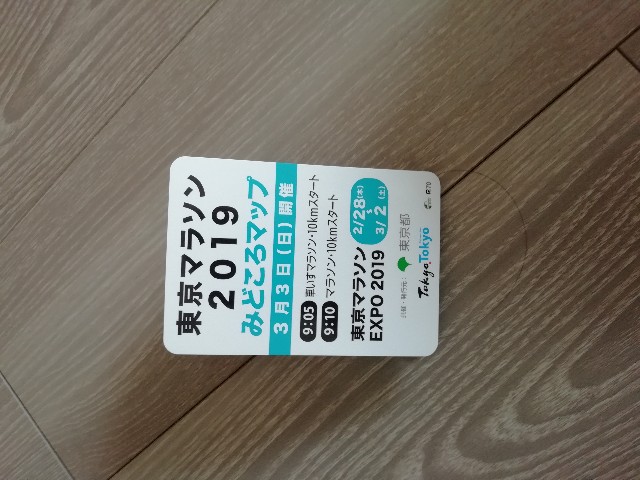 東京マラソン
2019
みどころマップ
3月3日(日)開催
9:05 車いすマラソン・10kmスタート
9:10 マラソン・10kmスタート
東京マラソン
EXPO 2019
2/28(木)
3/2(土)
東京都
Tokyo Tokyo
R70